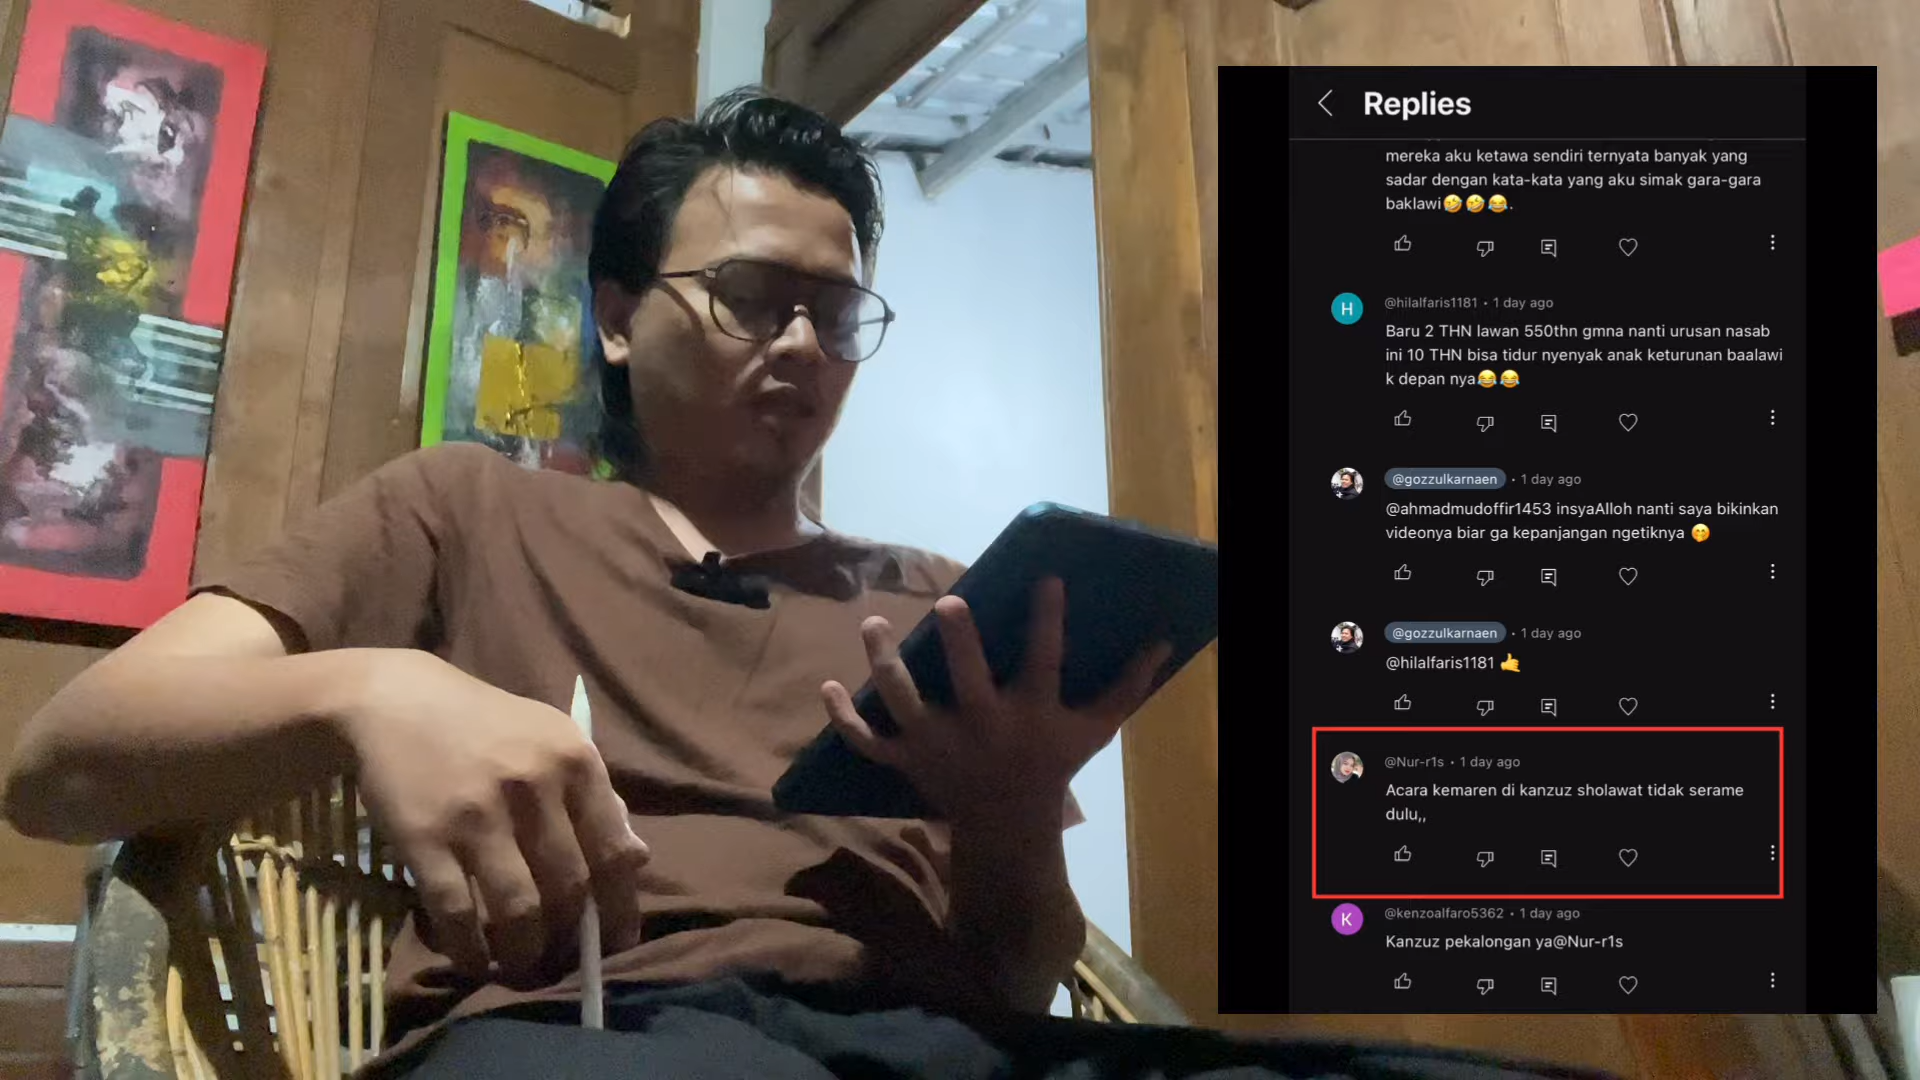 Replies
mereka aku ketawa sendiri ternyata banyak yang
sadar dengan kata-kata yang aku simak gara-gara
baklawi🤣🤣😂.
H
@hilalfaris1181 • 1 day ago
Baru 2 THN lawan 550thn gmna nanti urusan nasab
ini 10 THN bisa tidur nyenyak anak keturunan baalawi
k depan nya😂😂
@gozzulkarnaen • 1 day ago
@ahmadmudoffir1453 insyaAlloh nanti saya bikinkan
videonya biar ga kepanjangan ngetiknya 🤭
@gozzulkarnaen • 1 day ago
@hilalfaris1181 🤙
@Nur-r1s • 1 day ago
Acara kemaren di kanzuz sholawat tidak serame
dulu,,
K
@kenzoalfaro5362 • 1 day ago
Kanzuz pekalongan ya@Nur-r1s